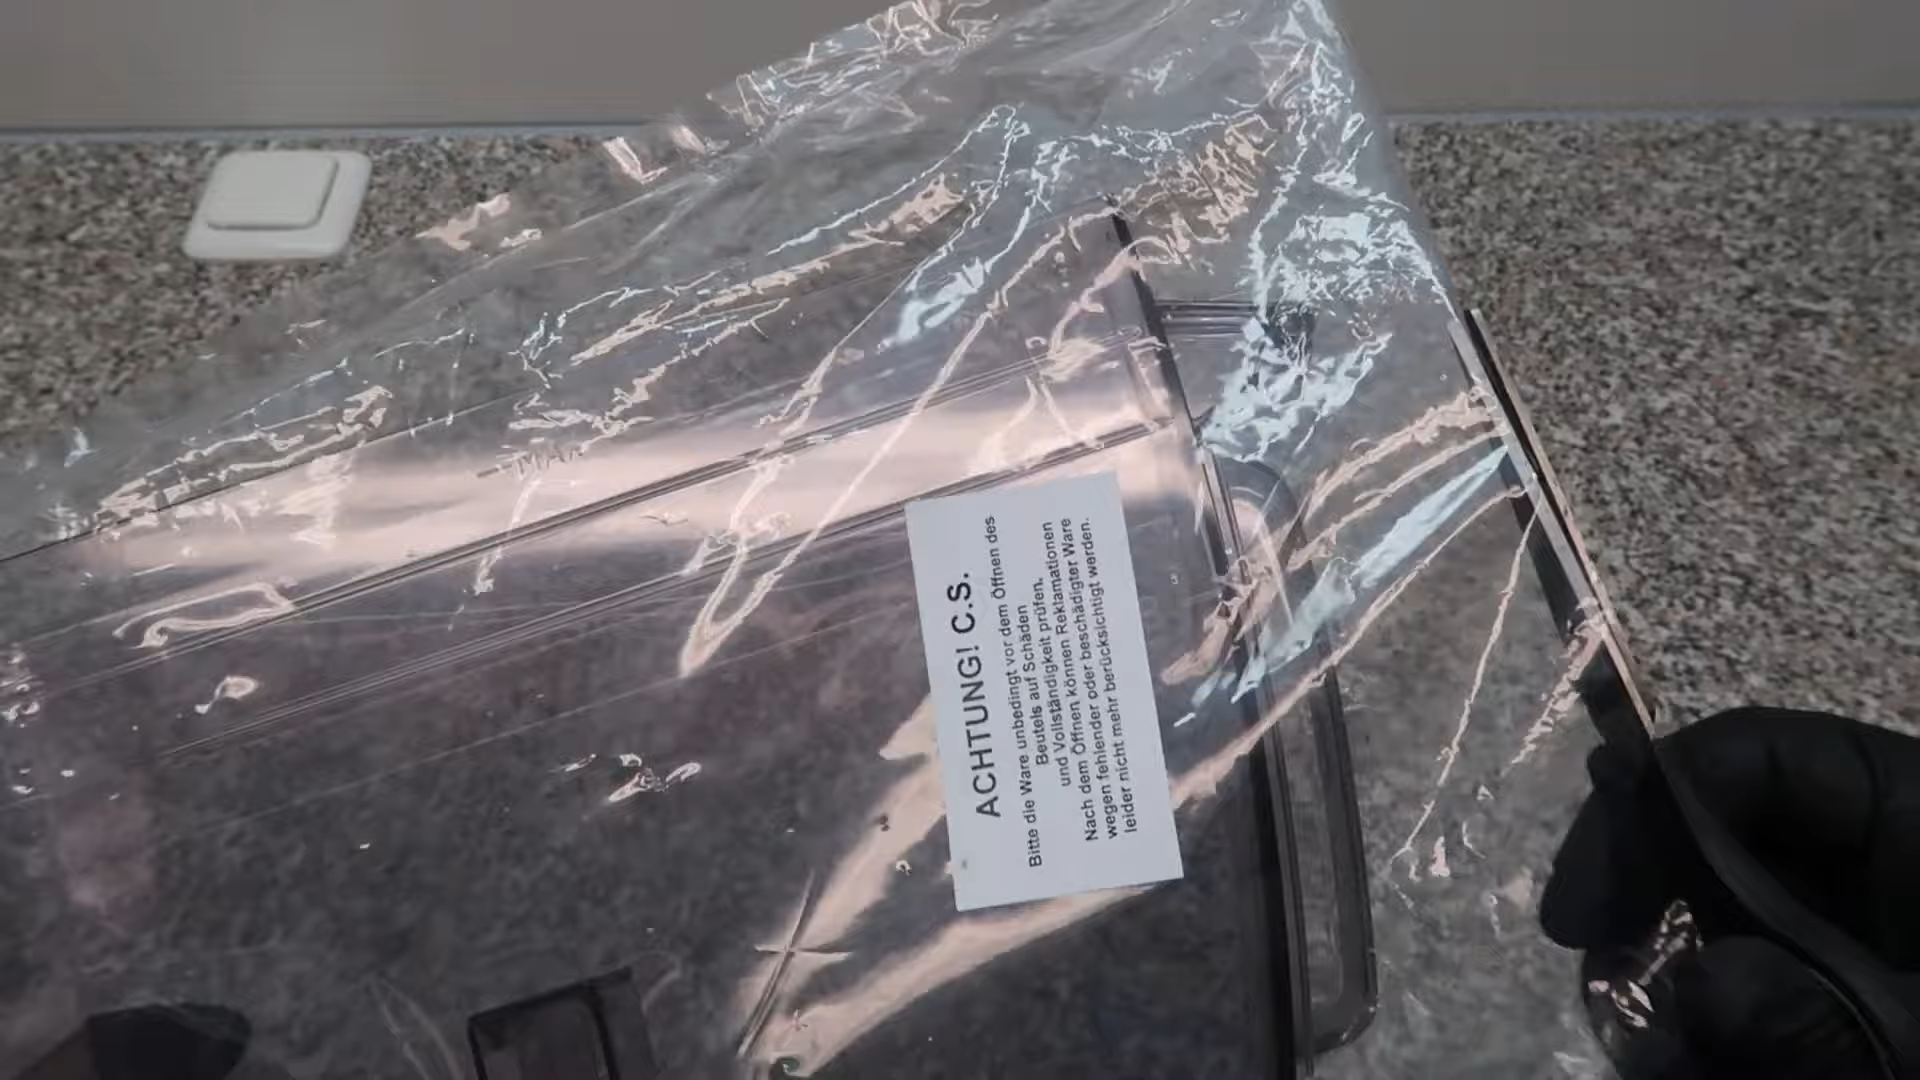 ACHTUNG! C.S.
Bitte die Ware unbedingt vor dem Öffnen des
Beutels auf Schäden
und Vollständigkeit prüfen.
Nach dem Öffnen können Reklamationen
wegen fehlender oder beschädigter Ware
leider nicht mehr berücksichtigt werden.
MAX